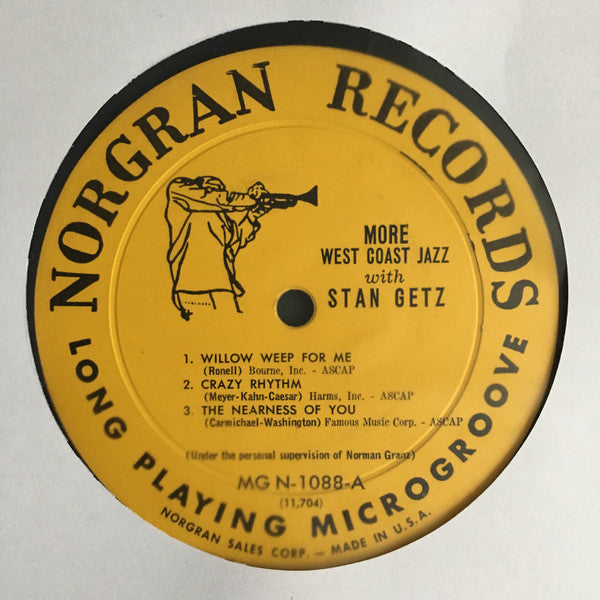 NORGRAN RECORDS
MORE
WEST COAST JAZZ
with
STAN GETZ
1. WILLOW WEEP FOR ME
(Ronell) Bourne, Inc. - ASCAP
2. CRAZY RHYTHM
(Meyer-Kahn-Caesar) Harms, Inc. - ASCAP
3. THE NEARNESS OF YOU
(Carmichael-Washington) Famous Music Corp. - ASCAP
(Under the personal supervision of Norman Granz)
MG N-1088-A
(11,704)
LONG PLAYING MICROGROOVE
NORGRAN SALES CORP. — MADE IN U.S.A.